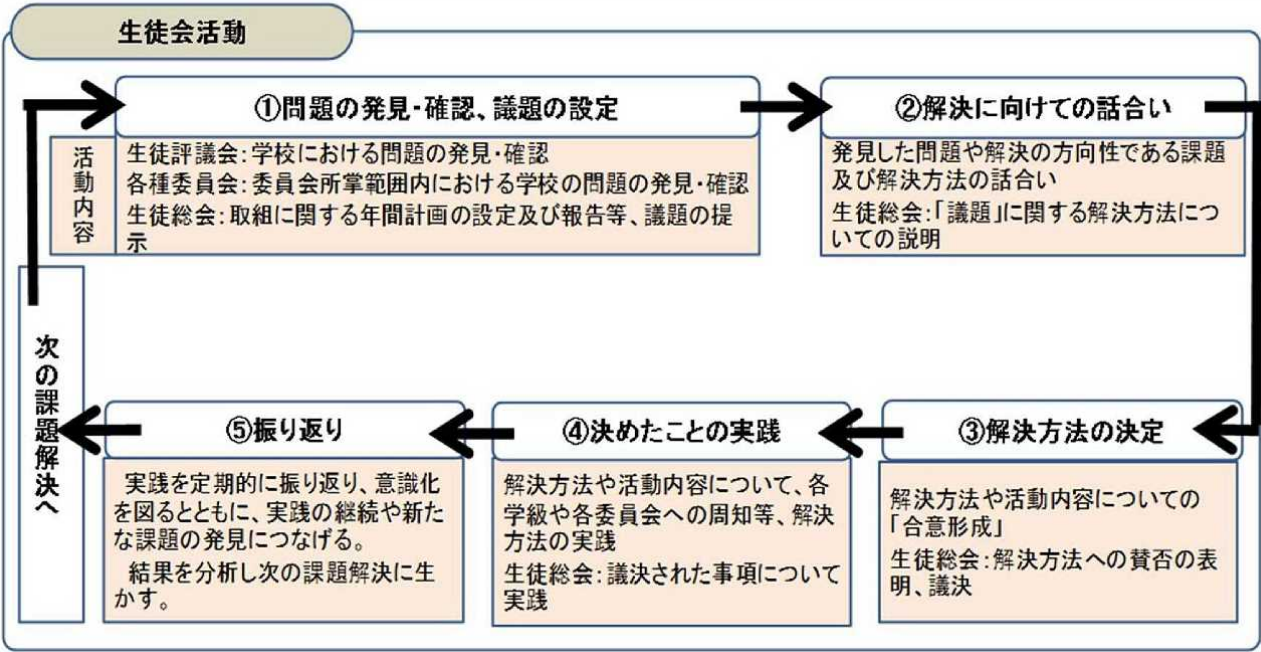 生徒会活動
①問題の発見・確認、議題の設定
活動内容
生徒評議会:学校における問題の発見・確認
各種委員会:委員会所掌範囲内における学校の問題の発見・確認
生徒総会:取組に関する年間計画の設定及び報告等、議題の提
示
②解決に向けての話合い
発見した問題や解決の方向性である課題
及び解決方法の話合い
生徒総会:「議題」に関する解決方法につ
いての説明
③解決方法の決定
解決方法や活動内容についての
「合意形成」
生徒総会:解決方法への賛否の表
明、議決
④決めたことの実践
解決方法や活動内容について、各
学級や各委員会への周知等、解決
方法の実践
生徒総会:議決された事項について
実践
⑤振り返り
実践を定期的に振り返り、意識化
を図るとともに、実践の継続や新た
な課題の発見につなげる。
結果を分析し次の課題解決に生
かす。
次の課題解決へ